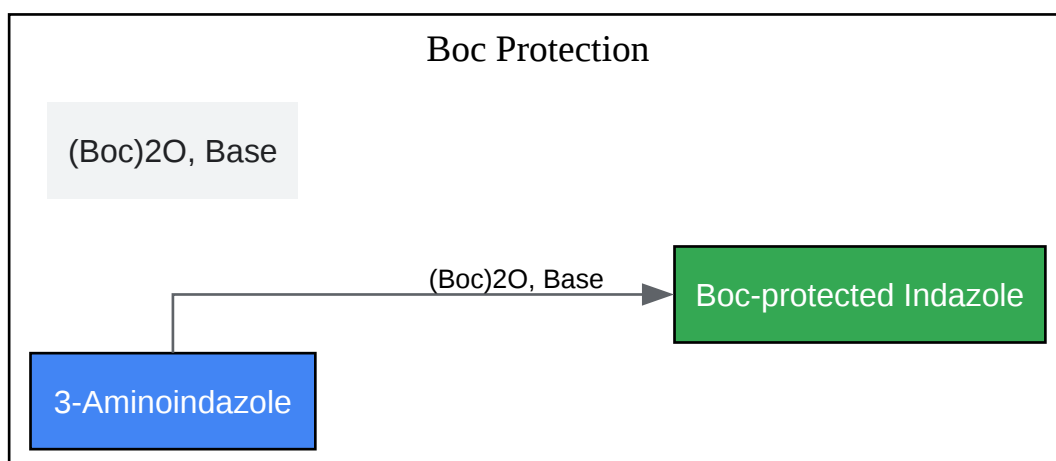 Boc Protection
(Boc)2O, Base
(Boc)2O, Base
Boc-protected Indazole
3-Aminoindazole